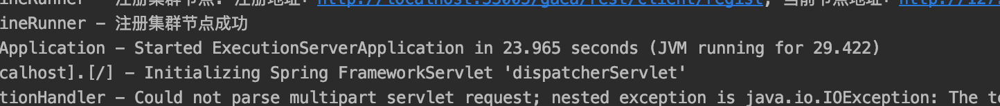 ineRunner - 注册集群节点: 注册地址: http://localhost:55005/gaea/rest/client/regist, 当前节点地址: http://127.
ineRunner - 注册集群节点成功
Application - Started ExecutionServerApplication in 23.965 seconds (JVM running for 29.422)
calhost].[/] - Initializing Spring FrameworkServlet 'dispatcherServlet'
tionHandler - Could not parse multipart servlet request; nested exception is java.io.IOException: The